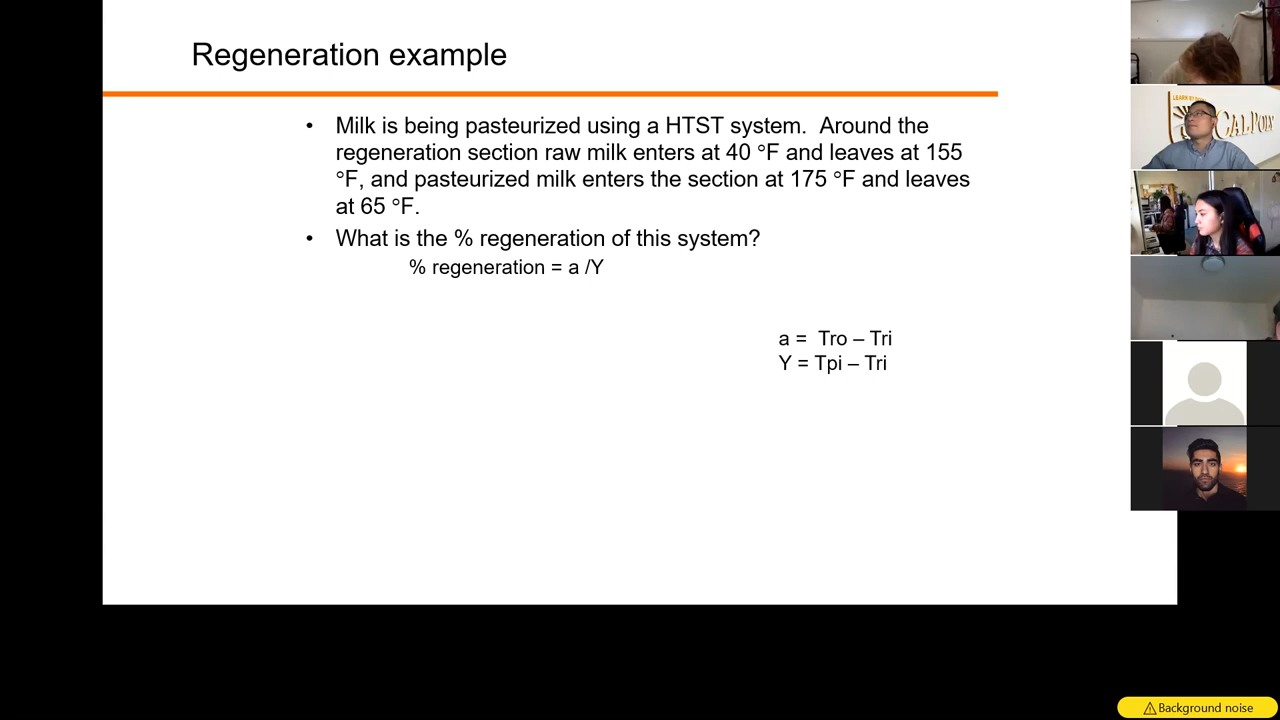 Regeneration example
• Milk is being pasteurized using a HTST system. Around the
regeneration section raw milk enters at 40 °F and leaves at 155
°F, and pasteurized milk enters the section at 175 °F and leaves
at 65 °F.
• What is the % regeneration of this system?
% regeneration = a /Y
a = Tro – Tri
Y = Tpi – Tri
CAL POLY
Background noise